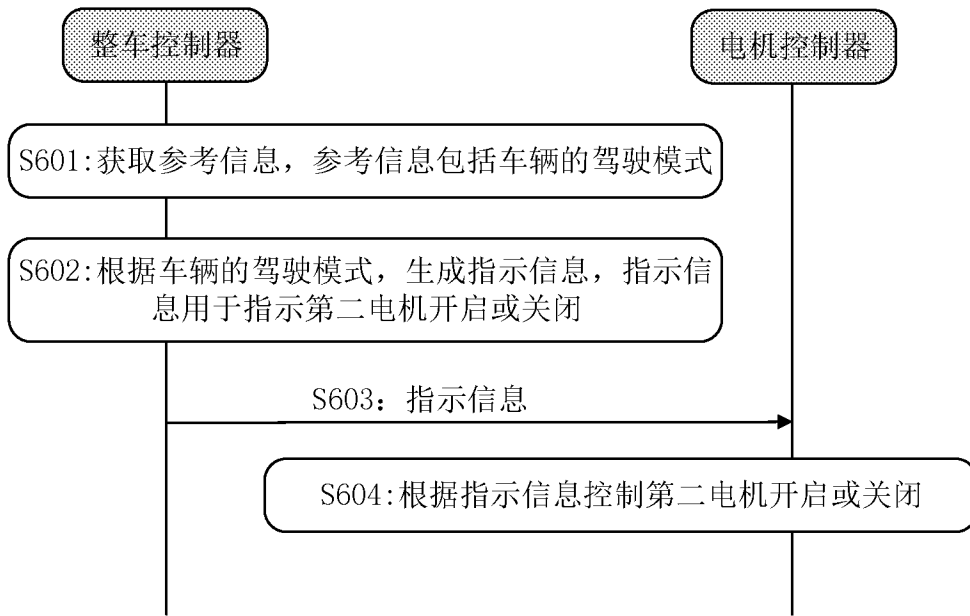 整车控制器
电机控制器
S601:获取参考信息，参考信息包括车辆的驾驶模式
S602:根据车辆的驾驶模式，生成指示信息，指示信
息用于指示第二电机开启或关闭
S603：指示信息
S604:根据指示信息控制第二电机开启或关闭